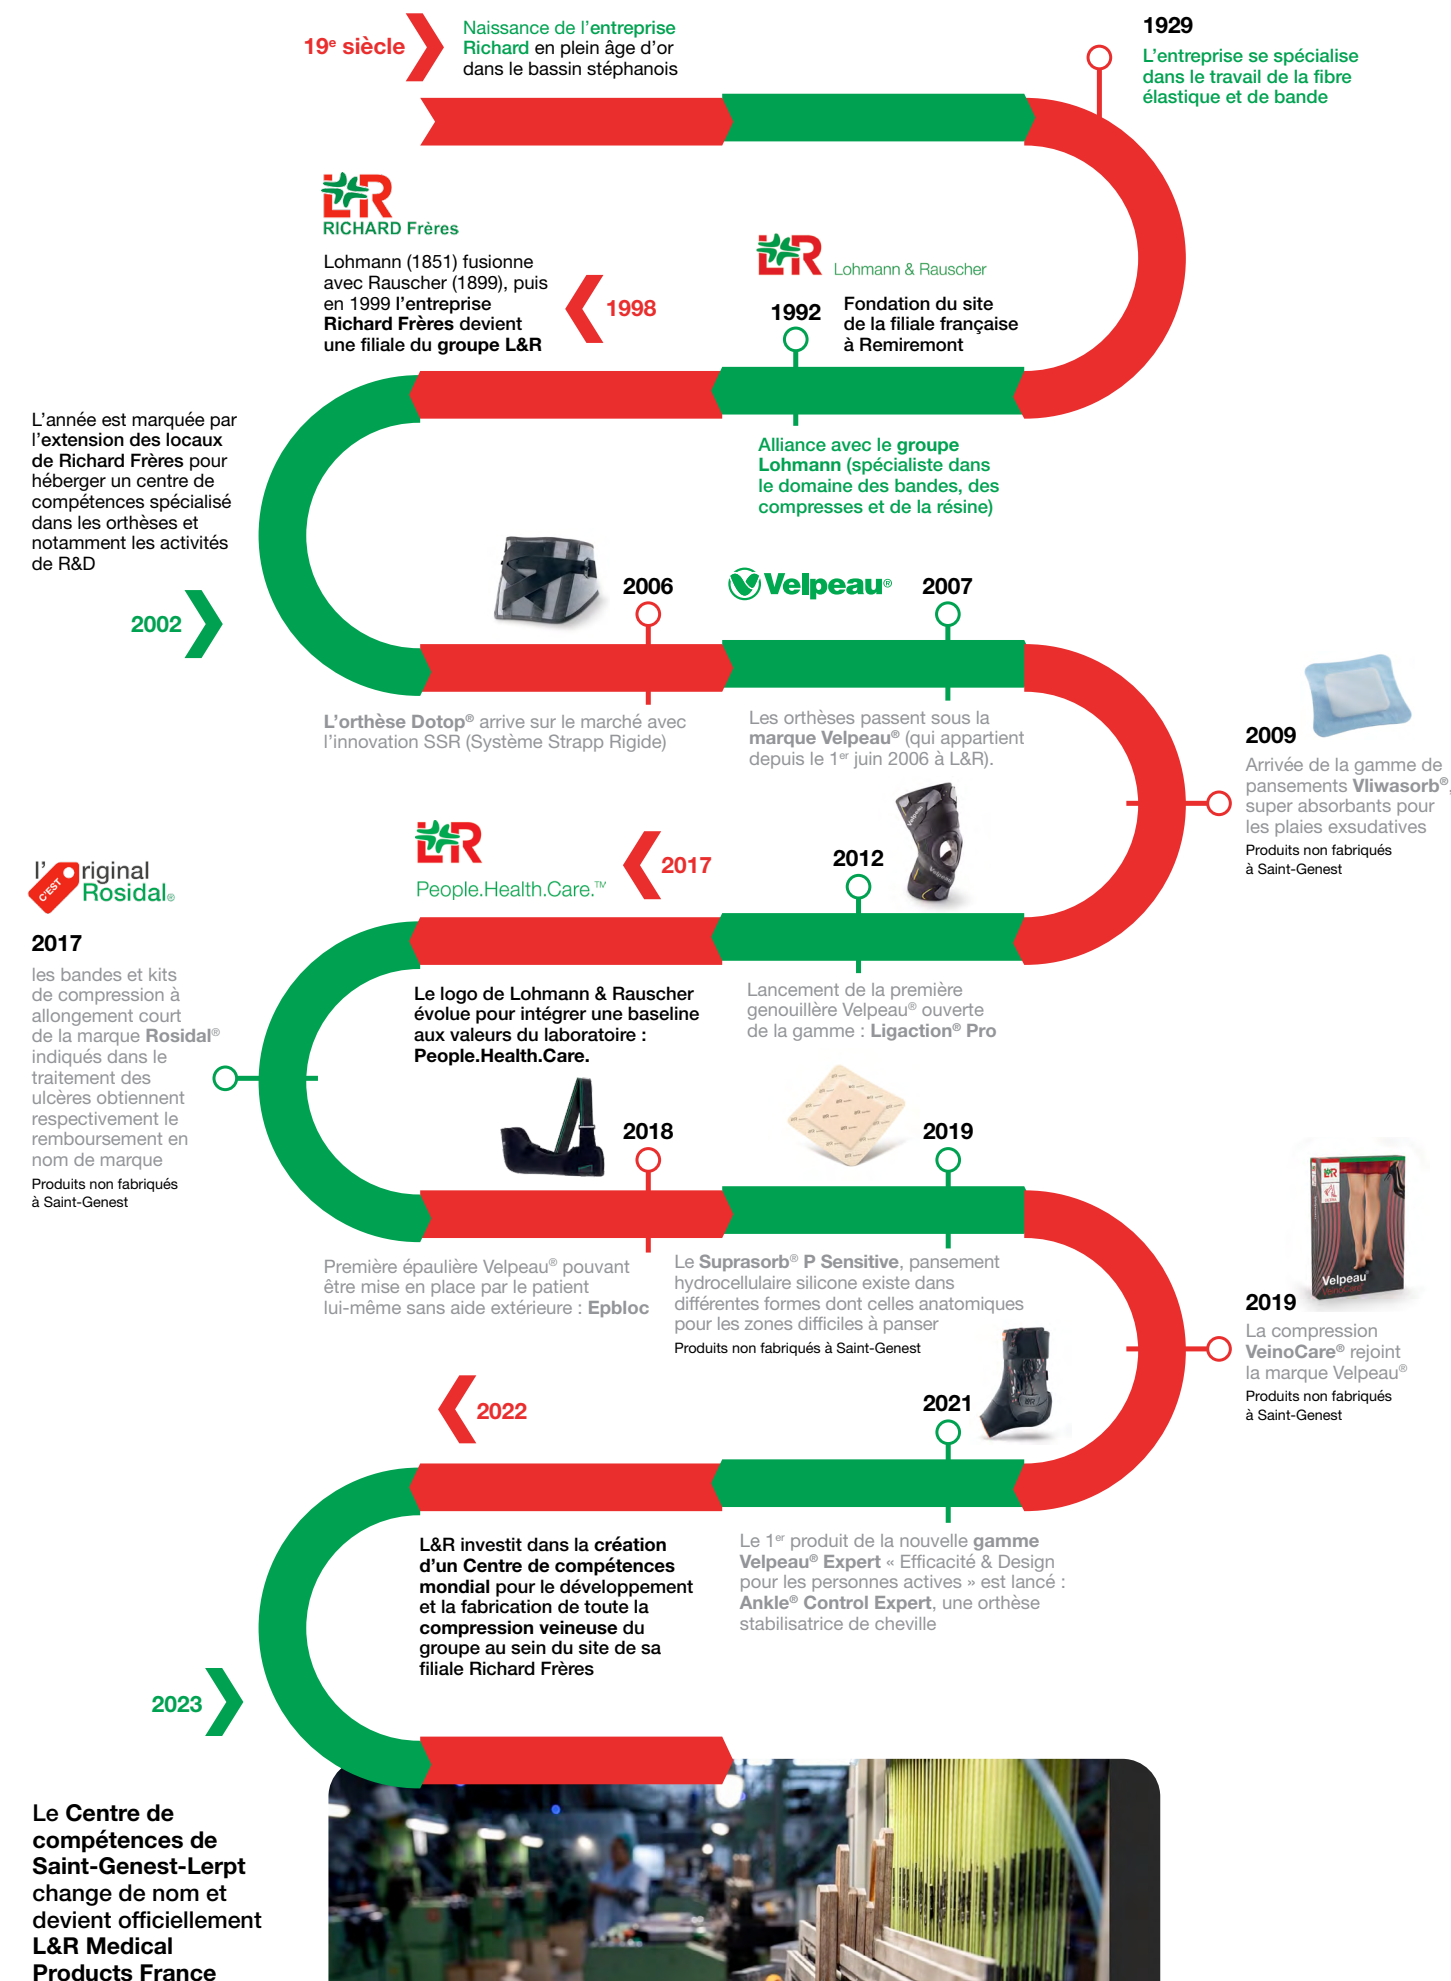 19e siècle
Naissance de l'entreprise
Richard en plein âge d'or
dans le bassin stéphanois
1929
L'entreprise se spécialise
dans le travail de la fibre
élastique et de bande
L&R
Lohmann & Rauscher
1992
Fondation du site
de la filiale française
à Remiremont
Alliance avec le groupe
Lohmann (spécialiste dans
le domaine des bandes, des
compresses et de la résine)
L&R
RICHARD Frères
1998
Lohmann (1851) fusionne
avec Rauscher (1899), puis
en 1999 l'entreprise
Richard Frères devient
une filiale du groupe L&R
L'année est marquée par
l'extension des locaux
de Richard Frères pour
héberger un centre de
compétences spécialisé
dans les orthèses et
notamment les activités
de R&D
2002
2006
L'orthèse Dotop® arrive sur le marché avec
l'innovation SSR (Système Strapp Rigide)
Velpeau®
2007
Les orthèses passent sous la
marque Velpeau® (qui appartient
depuis le 1er juin 2006 à L&R).
2009
Arrivée de la gamme de
pansements Vliwasorb®,
super absorbants pour
les plaies exsudatives
Produits non fabriqués
à Saint-Genest
2012
Velpeau
Lancement de la première
genouillère Velpeau® ouverte
de la gamme : Ligaction® Pro
L&R
People.Health.Care.™
2017
Le logo de Lohmann & Rauscher
évolue pour intégrer une baseline
aux valeurs du laboratoire :
People.Health.Care.
l'original
C'EST
Rosidal®
2017
les bandes et kits
de compression à
allongement court
de la marque Rosidal®
indiqués dans le
traitement des
ulcères obtiennent
respectivement le
remboursement en
nom de marque
Produits non fabriqués
à Saint-Genest
2018
Première épaulière Velpeau® pouvant
être mise en place par le patient
lui-même sans aide extérieure : Epbloc
2019
Le Suprasorb® P Sensitive, pansement
hydrocellulaire silicone existe dans
différentes formes dont celles anatomiques
pour les zones difficiles à panser
Produits non fabriqués à Saint-Genest
L&R
Velpeau®
VeinoCare®
2019
La compression
VeinoCare® rejoint
la marque Velpeau®
Produits non fabriqués
à Saint-Genest
2021
L&R
Le 1er produit de la nouvelle gamme
Velpeau® Expert « Efficacité & Design
pour les personnes actives » est lancé :
Ankle® Control Expert, une orthèse
stabilisatrice de cheville
2022
L&R investit dans la création
d'un Centre de compétences
mondial pour le développement
et la fabrication de toute la
compression veineuse du
groupe au sein du site de sa
filiale Richard Frères
2023
Le Centre de
compétences de
Saint-Genest-Lerpt
change de nom et
devient officiellement
L&R Medical
Products France